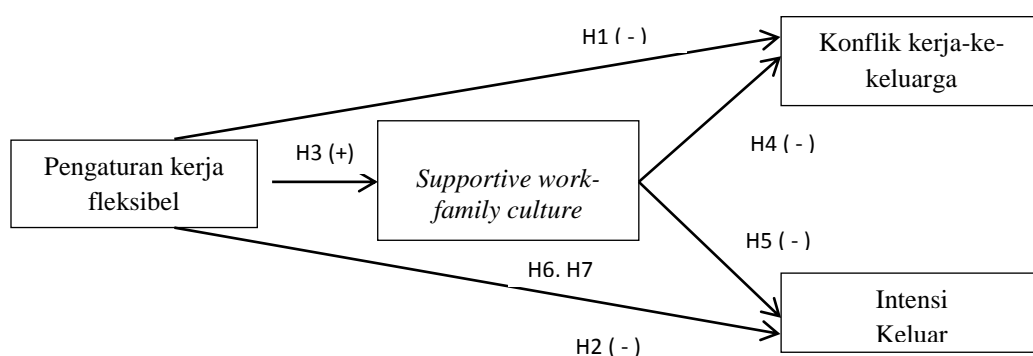 H1 ( - )
Konflik kerja-ke-
keluarga
H3 (+)
Pengaturan kerja
fleksibel
Supportive work-
family culture
H4 ( - )
H5 ( - )
H6. H7
Intensi
Keluar
H2 ( - )